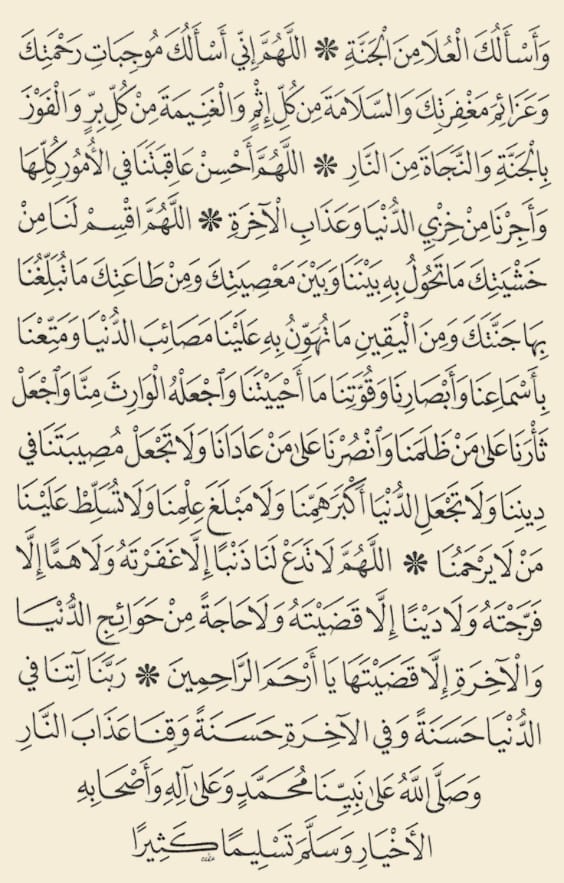 وَأَسْأَلُكَ الْعُلَا مِنَ الْجَنَّةِ ❋ اللَّهُمَّ إِنِّي أَسْأَلُكَ مُوجِبَاتِ رَحْمَتِكَ
وَعَزَائِمَ مَغْفِرَتِكَ وَالسَّلَامَةَ مِنْ كُلِّ إِثْمٍ وَالْغَنِيمَةَ مِنْ كُلِّ بِرٍّ وَالْفَوْزَ
بِالْجَنَّةِ وَالنَّجَاةَ مِنَ النَّارِ ❋ اللَّهُمَّ أَحْسِنْ عَاقِبَتَنَا فِي الْأُمُورِ كُلِّهَا
وَأَجِرْنَا مِنْ خِزْيِ الدُّنْيَا وَعَذَابِ الْآخِرَةِ ❋ اللَّهُمَّ اقْسِمْ لَنَا مِنْ
خَشْيَتِكَ مَا تَحُولُ بِهِ بَيْنَنَا وَبَيْنَ مَعْصِيَتِكَ وَمِنْ طَاعَتِكَ مَا تُبَلِّغُنَا
بِهَا جَنَّتَكَ وَمِنَ الْيَقِينِ مَا تُهَوِّنُ بِهِ عَلَيْنَا مَصَائِبَ الدُّنْيَا وَمَتِّعْنَا
بِأَسْمَاعِنَا وَأَبْصَارِنَا وَقُوَّتِنَا مَا أَحْيَيْتَنَا وَٱجْعَلْهُ الْوَارِثَ مِنَّا وَٱجْعَلْ
ثَأْرَنَا عَلَىٰ مَنْ ظَلَمَنَا وَٱنْصُرْنَا عَلَىٰ مَنْ عَادَانَا وَلَا تَجْعَلْ مُصِيبَتَنَا فِي
دِينِنَا وَلَا تَجْعَلِ الدُّنْيَا أَكْبَرَ هَمِّنَا وَلَا مَبْلَغَ عِلْمِنَا وَلَا تُسَلِّطْ عَلَيْنَا
مَنْ لَا يَرْحَمُنَا ❋ اللَّهُمَّ لَا تَدَعْ لَنَا ذَنْبًا إِلَّا غَفَرْتَهُ وَلَا هَمًّا إِلَّا
فَرَّجْتَهُ وَلَا دَيْنًا إِلَّا قَضَيْتَهُ وَلَا حَاجَةً مِنْ حَوَائِجِ الدُّنْيَا
وَالْآخِرَةِ إِلَّا قَضَيْتَهَا يَا أَرْحَمَ الرَّاحِمِينَ ❋ رَبَّنَا آتِنَا فِي
الدُّنْيَا حَسَنَةً وَفِي الْآخِرَةِ حَسَنَةً وَقِنَا عَذَابَ النَّارِ
وَصَلَّى اللَّهُ عَلَىٰ نَبِيِّنَا مُحَمَّدٍ وَعَلَىٰ آلِهِ وَأَصْحَابِهِ
الْأَخْيَارِ وَسَلَّمَ تَسْلِيمًا كَثِيرًا